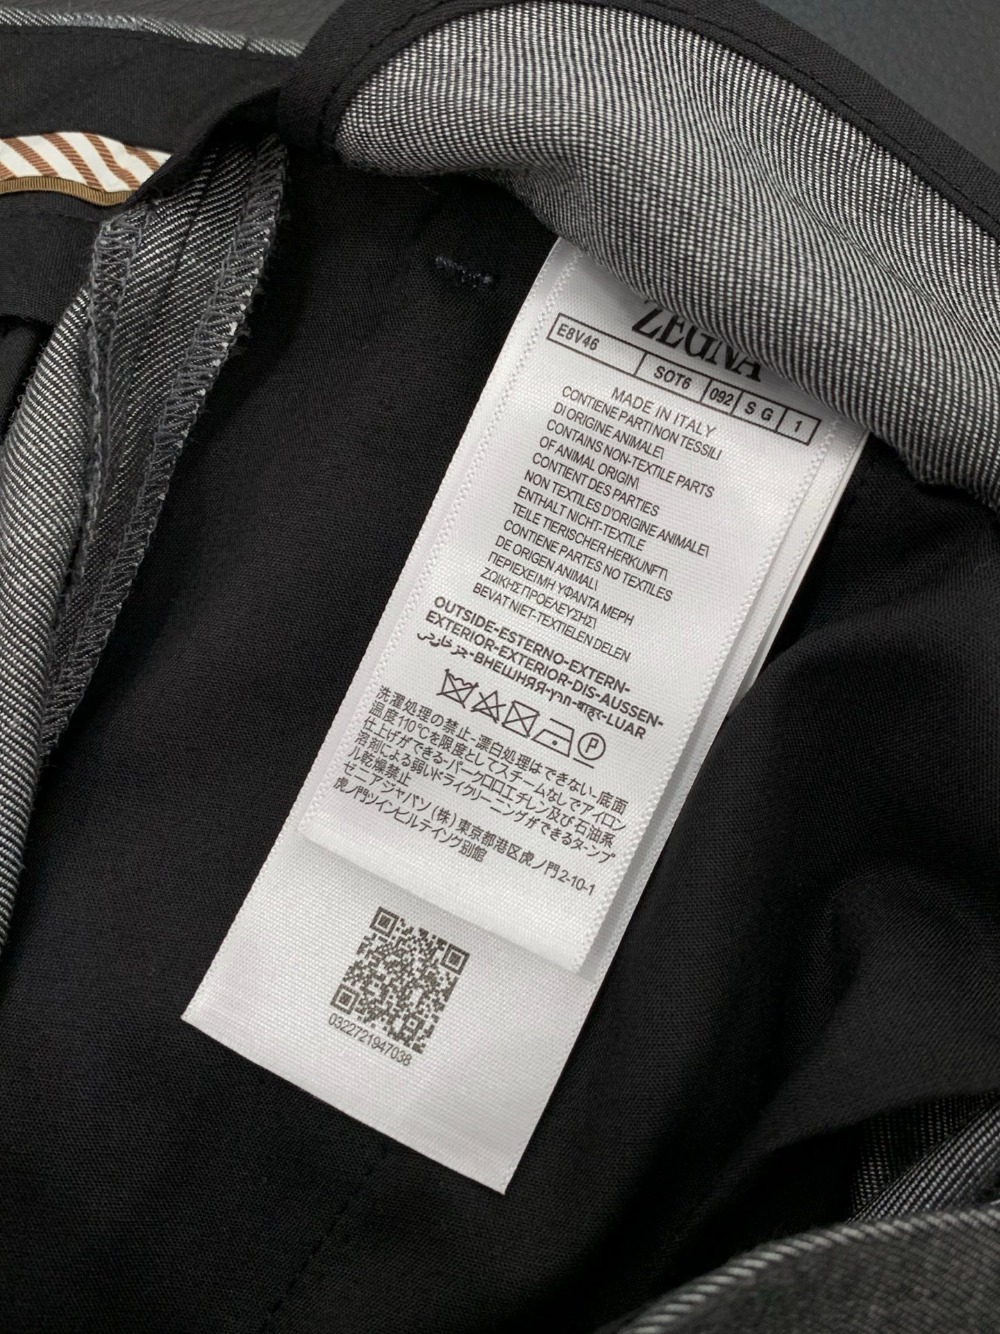 ZEGNA
E8V46 SOT6 092 S G 1
MADE IN ITALY
CONTIENE PARTI NON TESSILI
DI ORIGINE ANIMALE\
CONTAINS NON-TEXTILE PARTS
OF ANIMAL ORIGIN\
CONTIENT DES PARTIES
NON TEXTILES D'ORIGINE ANIMALE\
ENTHALT NICHT-TEXTILE
TEILE TIERISCHER HERKUNFT\
CONTIENE PARTES NO TEXTILES
DE ORIGEN ANIMAL\
ΠΕΡΙΕΧΕΙ ΜΗ ΥΦΑΝΤΑ ΜΕΡΗ
ΖΩΙΚΗΣ ΠΡΟΕΛΕΥΣΗΣ\
BEVAT NIET-TEXTIELEN DELEN
OUTSIDE-ESTERNO-EXTERN-
EXTERIOR-EXTERIOR-DIS-AUSSEN-
جز خارجي-ВНЕШНЯЯ-חיצון-बाहर-LUAR
P
洗濯処理の禁止-漂白処理はできない-底面
温度110℃を限度としてスチームなしでアイロン
仕上げができる-パークロロエチレン及び石油系
溶剤による弱いドライクリーニングができるタンブ
ル乾燥禁止
ゼニアジャパン(株)東京都港区虎ノ門2-10-1
虎ノ門ツインビルディング別館
0322721947038